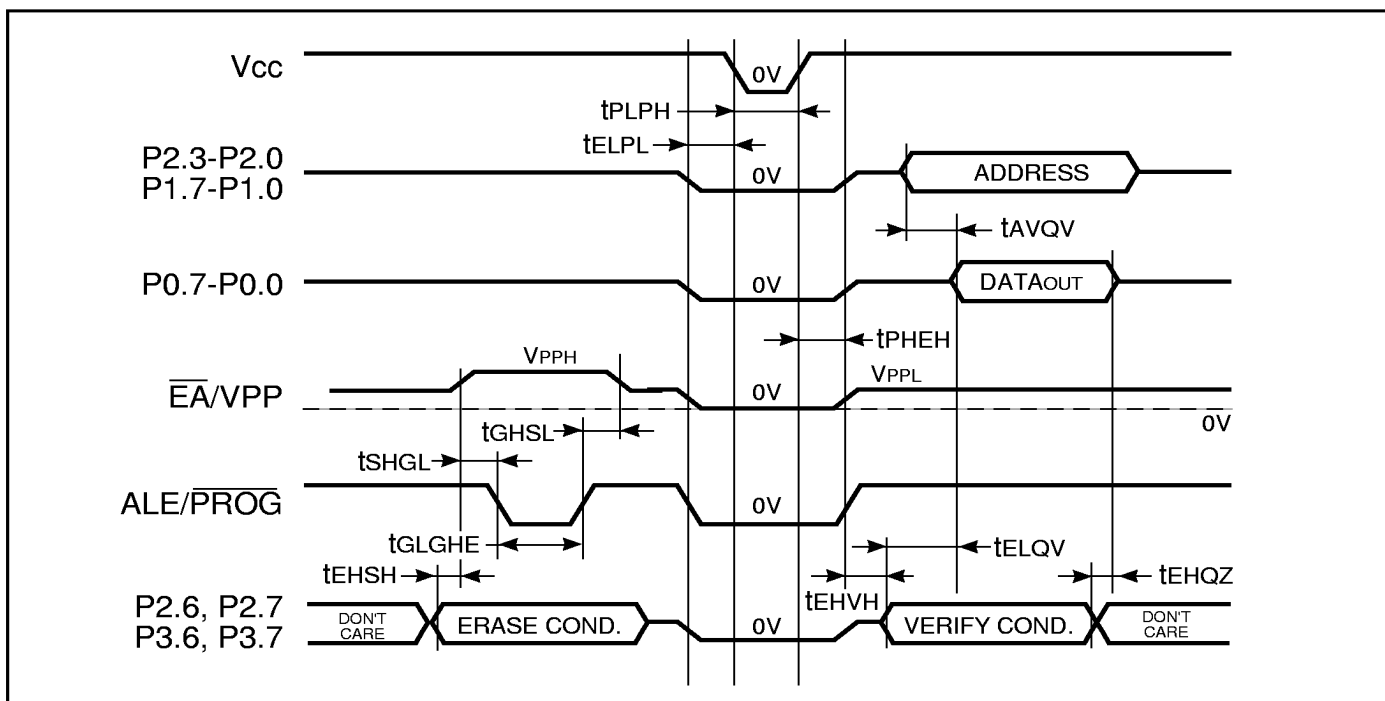 Vcc
0V
tPLPH
tELPL
P2.3-P2.0
P1.7-P1.0
0V
ADDRESS
tAVQV
P0.7-P0.0
0V
DATAOUT
tPHEH
VPPH
VPPL
EA/VPP
0V
0V
tGHSL
tSHGL
ALE/PROG
0V
tGLGHE
tELQV
tEHSH
tEHVH
tEHQZ
P2.6, P2.7
P3.6, P3.7
DON'T
CARE
ERASE COND.
0V
VERIFY COND.
DON'T
CARE